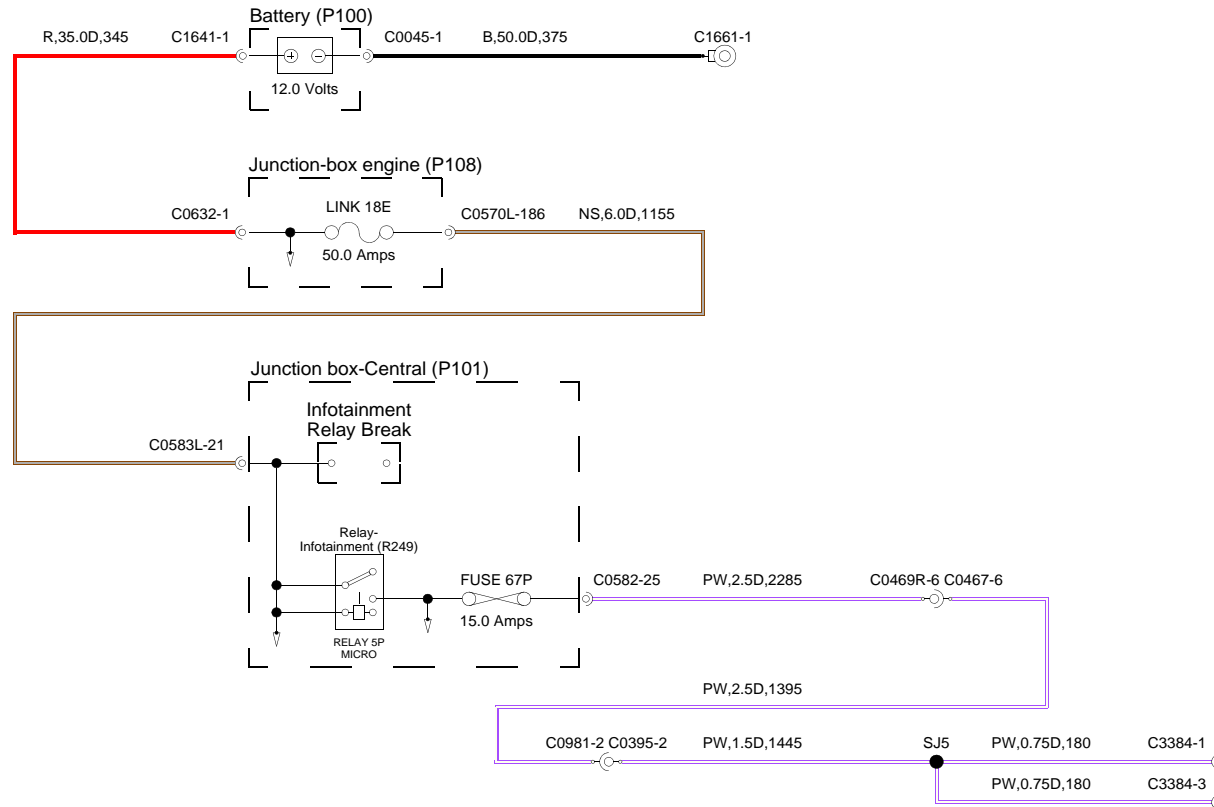 Battery (P100)
R,35.0D,345 C1641-1 C0045-1 B,50.0D,375 C1661-1
12.0 Volts
Junction-box engine (P108)
C0632-1 LINK 18E C0570L-186 NS,6.0D,1155
50.0 Amps
Junction box-Central (P101)
Infotainment
Relay Break
C0583L-21
Relay-
Infotainment (R249)
FUSE 67P C0582-25 PW,2.5D,2285 C0469R-6 C0467-6
15.0 Amps
RELAY 5P
MICRO
PW,2.5D,1395
C0981-2 C0395-2 PW,1.5D,1445 SJ5 PW,0.75D,180 C3384-1
PW,0.75D,180 C3384-3